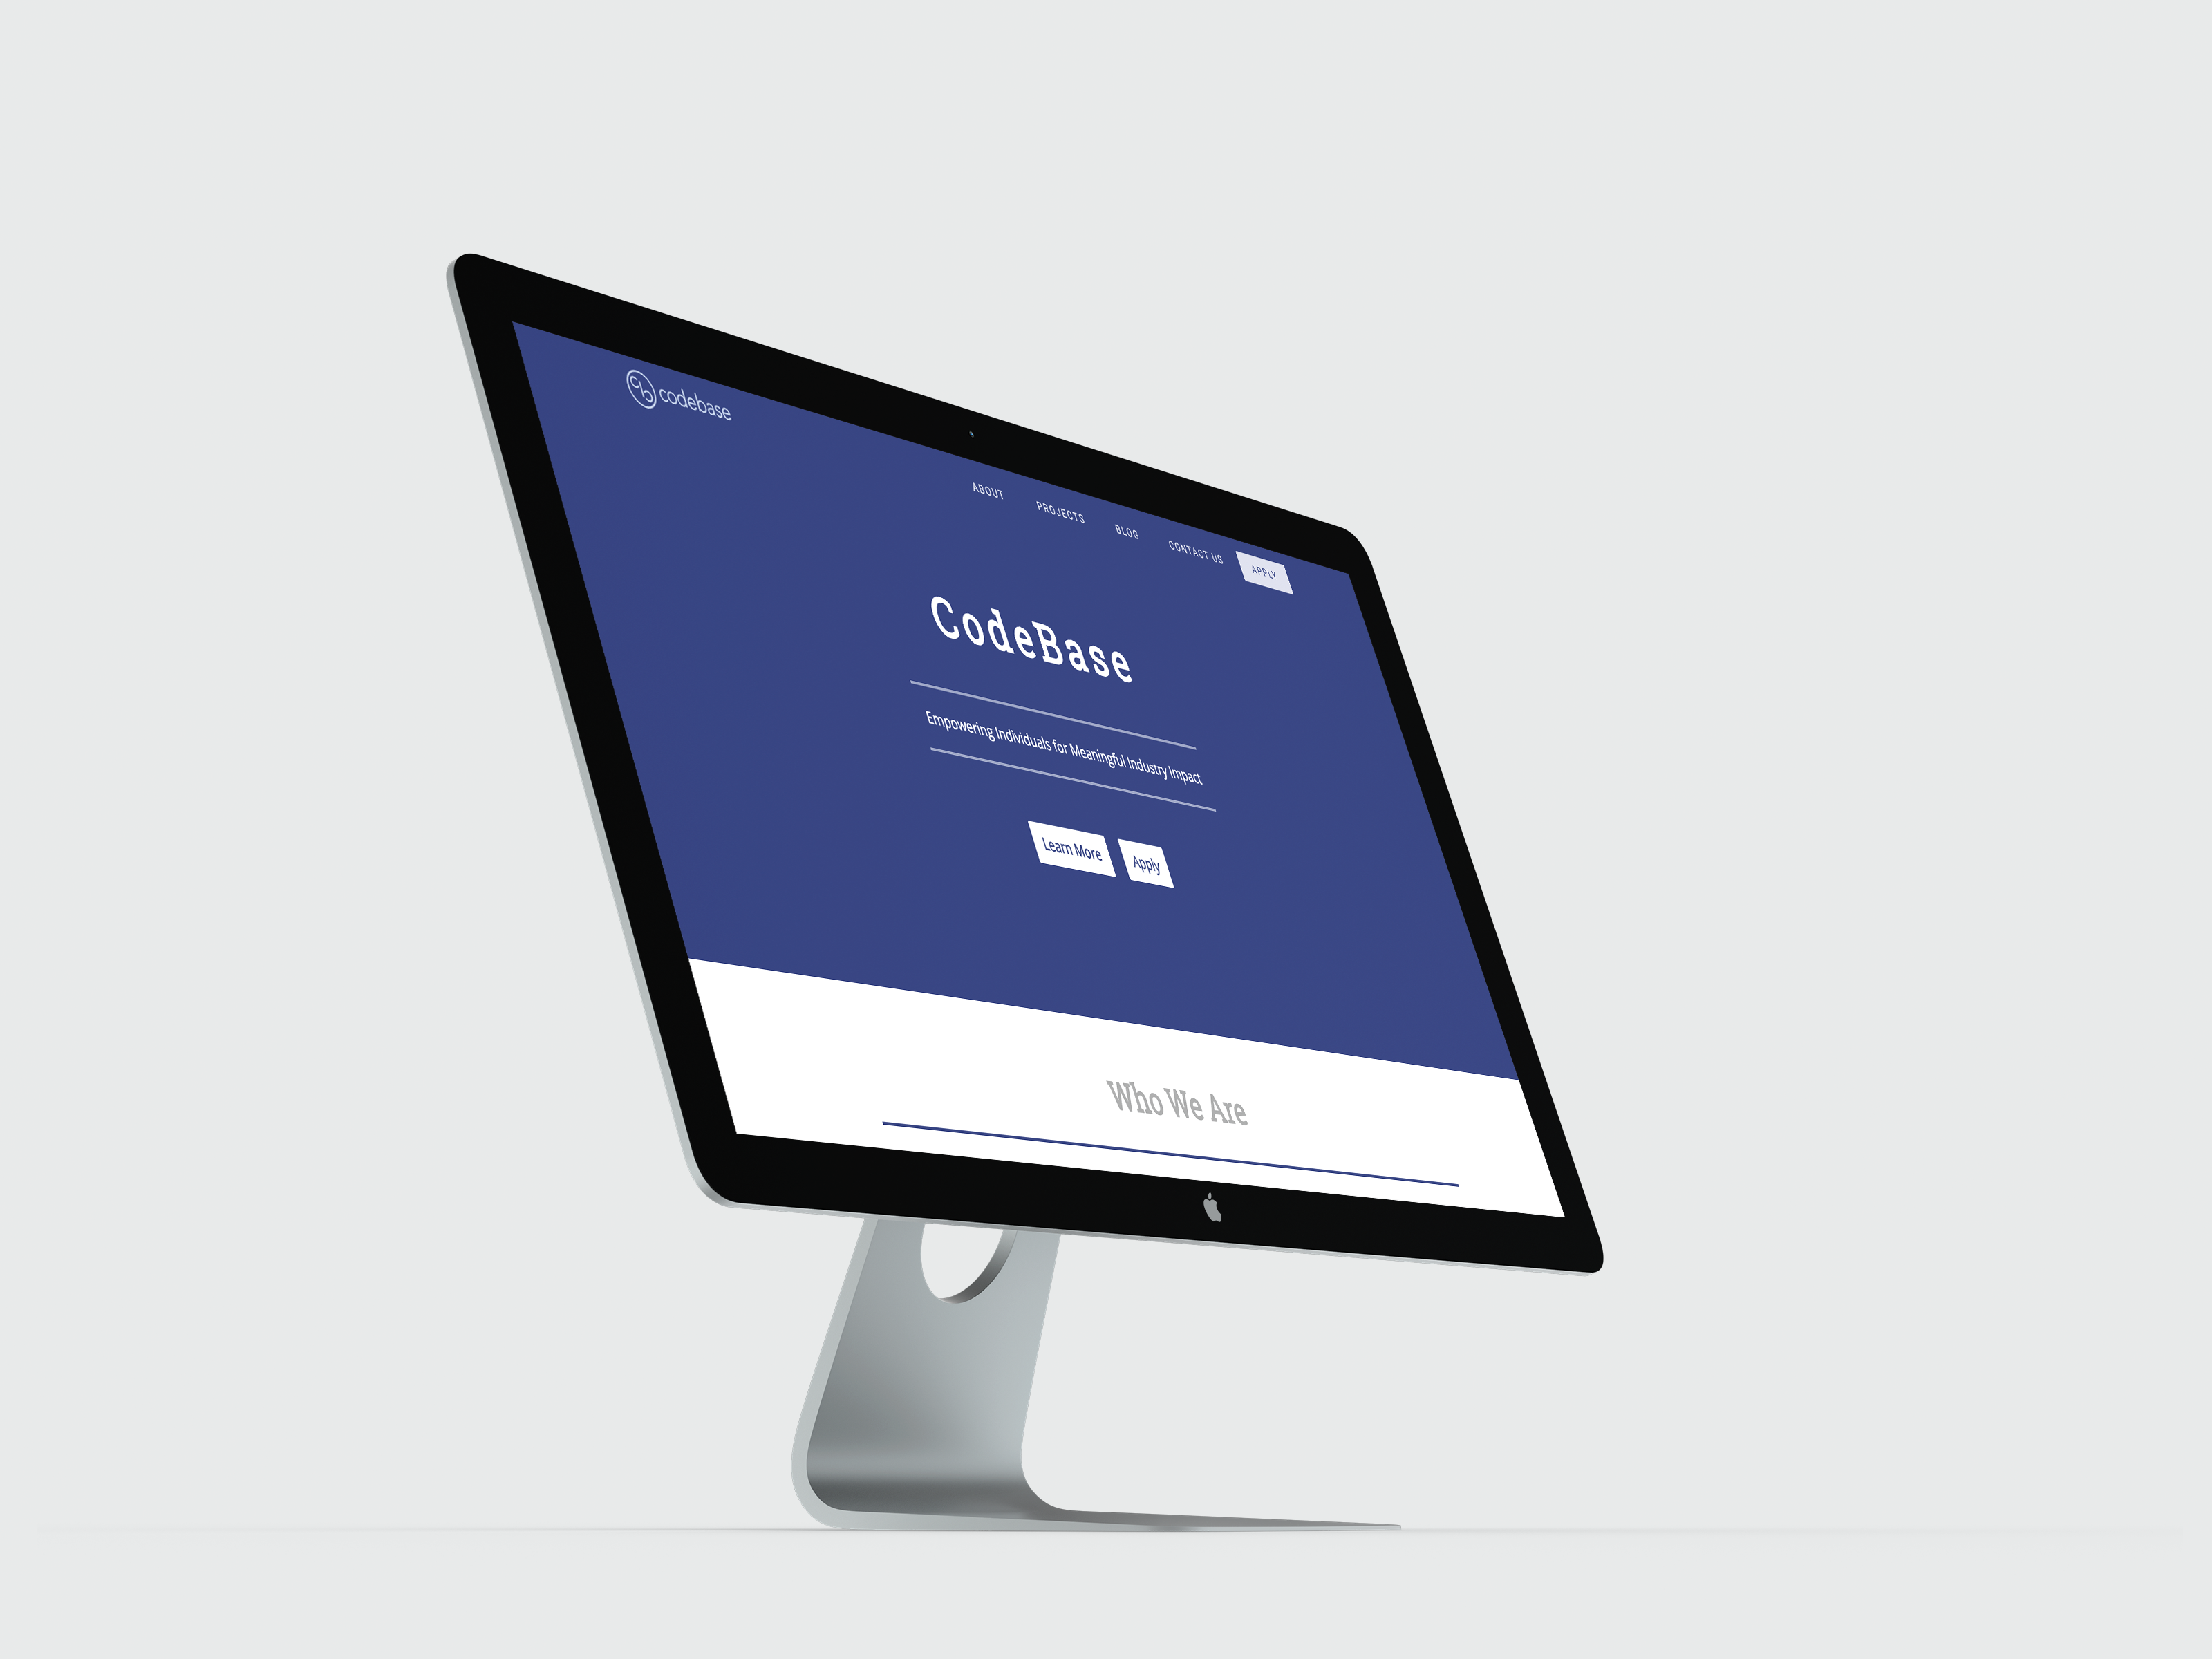 codebase
ABOUT PROJECTS BLOG CONTACT US APPLY
CodeBase
Empowering Individuals for Meaningful Industry Impact
Learn More Apply
Who We Are